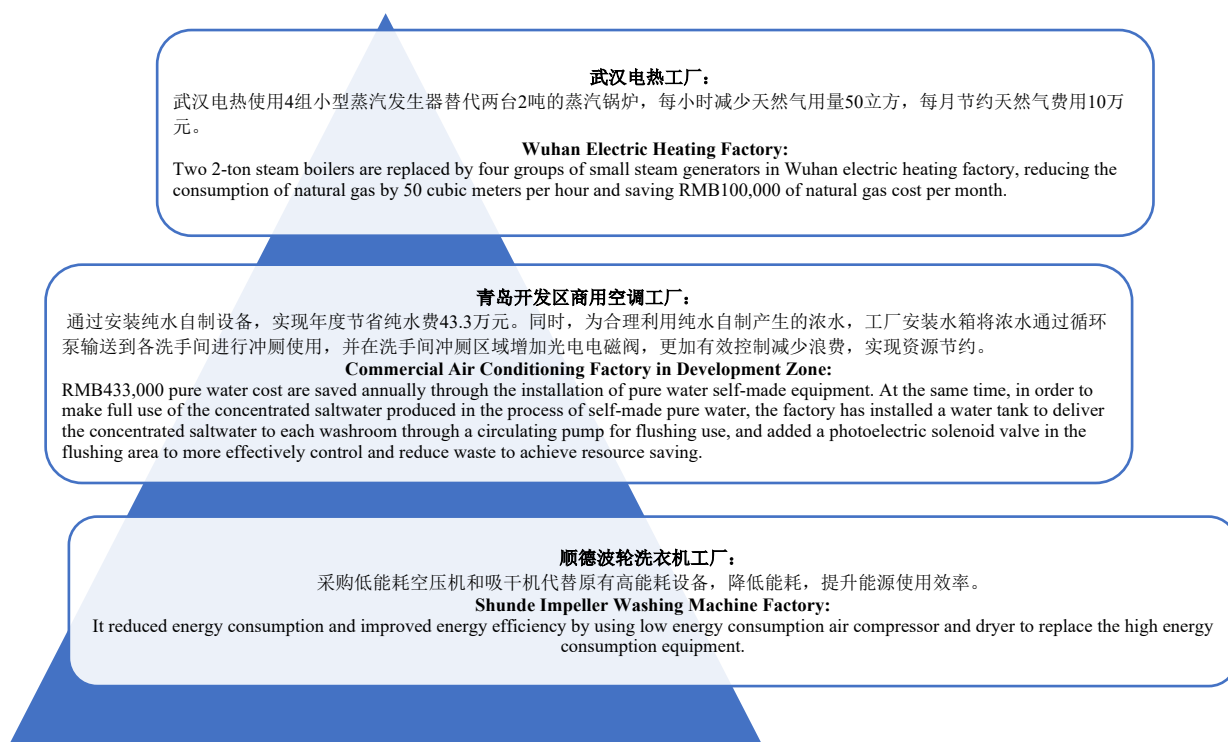 武汉电热工厂：
武汉电热使用4组小型蒸汽发生器替代两台2吨的蒸汽锅炉，每小时减少天然气用量50立方，每月节约天然气费用10万
元。
Wuhan Electric Heating Factory:
Two 2-ton steam boilers are replaced by four groups of small steam generators in Wuhan electric heating factory, reducing the
consumption of natural gas by 50 cubic meters per hour and saving RMB100,000 of natural gas cost per month.
青岛开发区商用空调工厂：
通过安装纯水自制设备，实现年度节省纯水费43.3万元。同时，为合理利用纯水自制产生的浓水，工厂安装水箱将浓水通过循环
泵输送到各洗手间进行冲厕使用，并在洗手间冲厕区域增加光电电磁阀，更加有效控制减少浪费，实现资源节约。
Commercial Air Conditioning Factory in Development Zone:
RMB433,000 pure water cost are saved annually through the installation of pure water self-made equipment. At the same time, in order to
make full use of the concentrated saltwater produced in the process of self-made pure water, the factory has installed a water tank to deliver
the concentrated saltwater to each washroom through a circulating pump for flushing use, and added a photoelectric solenoid valve in the
flushing area to more effectively control and reduce waste to achieve resource saving.
顺德波轮洗衣机工厂：
采购低能耗空压机和吸干机代替原有高能耗设备，降低能耗，提升能源使用效率。
Shunde Impeller Washing Machine Factory:
It reduced energy consumption and improved energy efficiency by using low energy consumption air compressor and dryer to replace the high energy
consumption equipment.